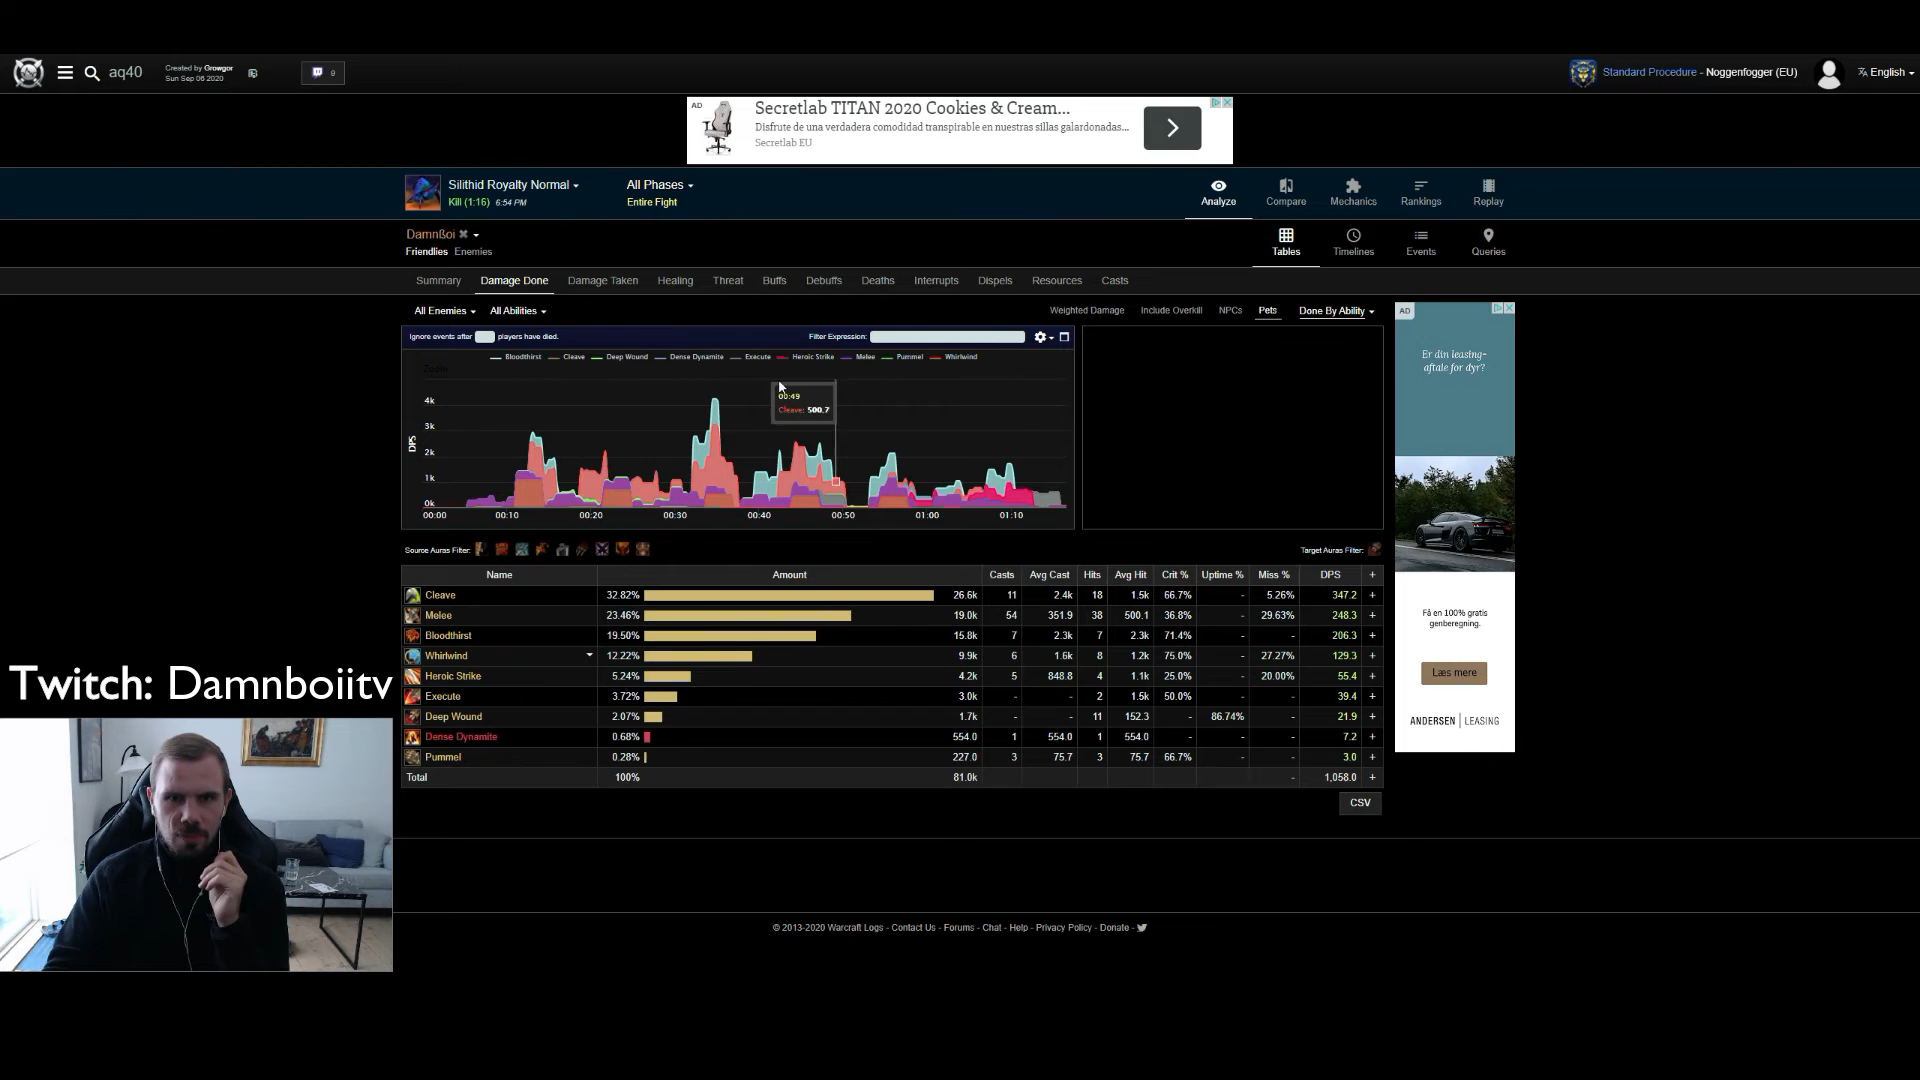 aq40
Created by Growgor
Sun Sep 06 2020
0
Standard Procedure - Noggenfogger (EU)
English
AD
Secretlab TITAN 2020 Cookies & Cream...
Disfrute de una verdadera comodidad transpirable en nuestras sillas galardonadas...
Secretlab EU
Silithid Royalty Normal
Kill (1:16) 6:54 PM
All Phases
Entire Fight
Analyze Compare Mechanics Rankings Replay
Damnßoi
Friendlies Enemies
Tables Timelines Events Queries
Summary Damage Done Damage Taken Healing Threat Buffs Debuffs Deaths Interrupts Dispels Resources Casts
All Enemies All Abilities
Weighted Damage Include Overkill NPCs Pets Done By Ability
Ignore events after players have died.
Filter Expression:
Bloodthirst Cleave Deep Wound Dense Dynamite Execute Heroic Strike Melee Pummel Whirlwind
Zoom
DPS
4k
3k
2k
1k
0k
00:49
Cleave: 500.7
00:00 00:10 00:20 00:30 00:40 00:50 01:00 01:10
Source Auras Filter:
Target Auras Filter:
Name Amount Casts Avg Cast Hits Avg Hit Crit % Uptime % Miss % DPS +
Cleave 32.82% 26.6k 11 2.4k 18 1.5k 66.7% - 5.26% 347.2 +
Melee 23.46% 19.0k 54 351.9 38 500.1 36.8% - 29.63% 248.3 +
Bloodthirst 19.50% 15.8k 7 2.3k 7 2.3k 71.4% - - 206.3 +
Whirlwind 12.22% 9.9k 6 1.6k 8 1.2k 75.0% - 27.27% 129.3 +
Heroic Strike 5.24% 4.2k 5 848.8 4 1.1k 25.0% - 20.00% 55.4 +
Execute 3.72% 3.0k - - 2 1.5k 50.0% - - 39.4 +
Deep Wound 2.07% 1.7k - - 11 152.3 - 86.74% - 21.9 +
Dense Dynamite 0.68% 554.0 1 554.0 1 554.0 - - - 7.2 +
Pummel 0.28% 227.0 3 75.7 3 75.7 66.7% - - 3.0 +
Total 100% 81.0k - 1,058.0 +
CSV
AD
Er din leasing-
aftale for dyr?
Få en 100% gratis
genberegning.
Læs mere
ANDERSEN | LEASING
Twitch: Damnboiitv
© 2013-2020 Warcraft Logs - Contact Us - Forums - Chat - Help - Privacy Policy - Donate -